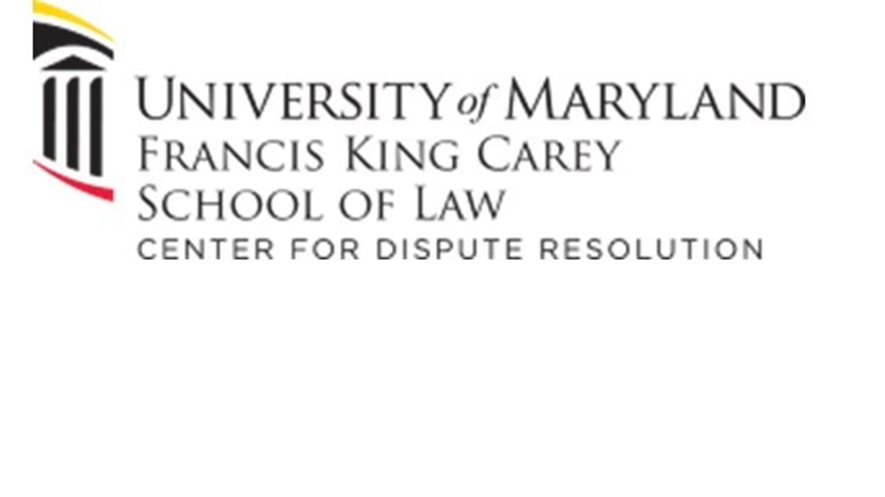 UNIVERSITY of MARYLAND
FRANCIS KING CAREY
SCHOOL OF LAW
CENTER FOR DISPUTE RESOLUTION